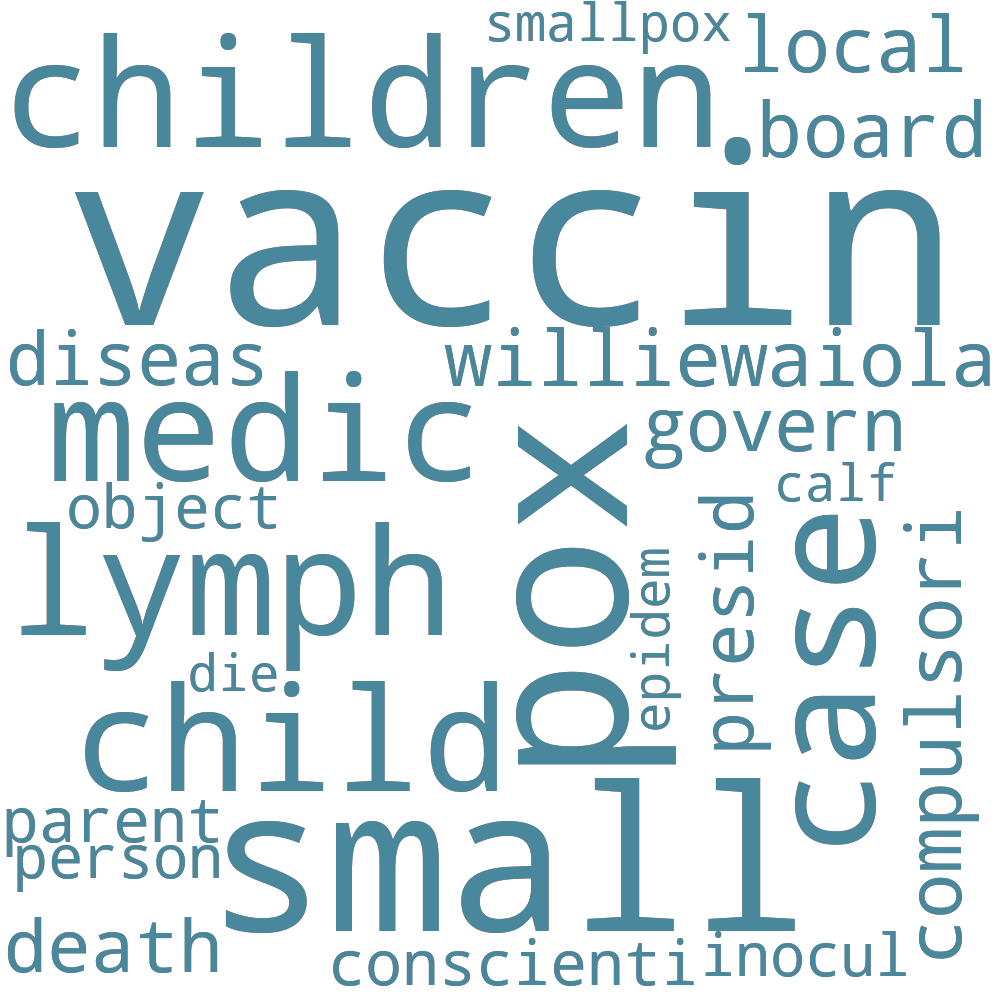 smallpox
local
children
board
vaccin
diseas
williewaiola
medic
govern
pox
calf
object
presid
case
compulsori
lymph
epidem
die
child
small
parent
person
death
conscienti
inocul